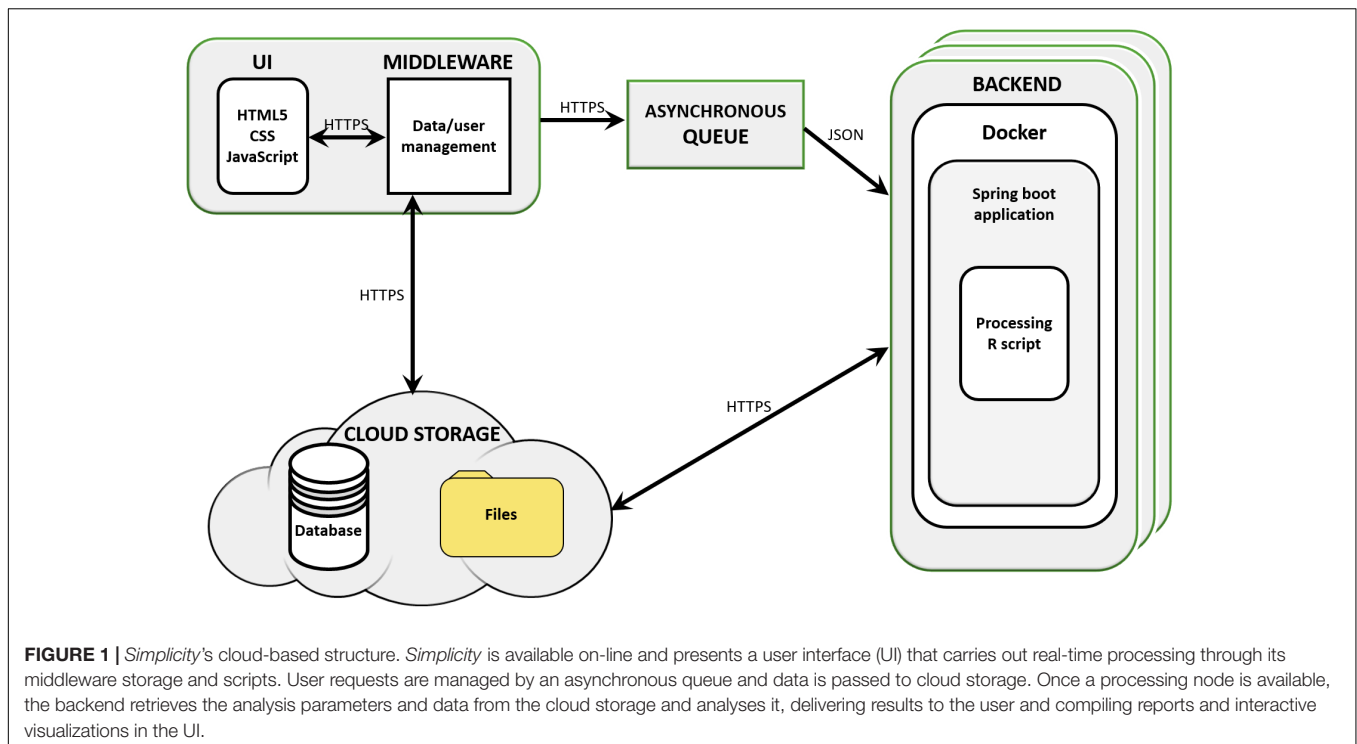 UI
MIDDLEWARE
HTML5
CSS
JavaScript
HTTPS
Data/user
management
HTTPS
ASYNCHRONOUS
QUEUE
JSON
BACKEND
Docker
Spring boot
application
Processing
R script
HTTPS
HTTPS
CLOUD STORAGE
Database
Files
FIGURE 1 | Simplicity's cloud-based structure. Simplicity is available on-line and presents a user interface (UI) that carries out real-time processing through its
middleware storage and scripts. User requests are managed by an asynchronous queue and data is passed to cloud storage. Once a processing node is available,
the backend retrieves the analysis parameters and data from the cloud storage and analyses it, delivering results to the user and compiling reports and interactive
visualizations in the UI.